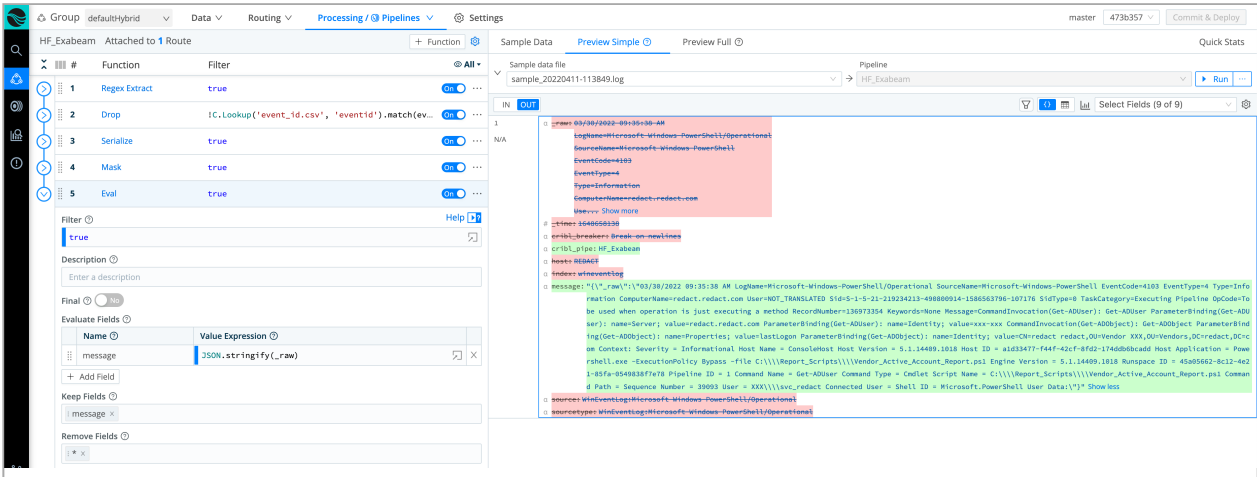 Group defaultHybrid Data Routing Processing / Pipelines Settings master 473b357 Commit & Deploy
HF_Exabeam Attached to 1 Route + Function
Sample Data Preview Simple Preview Full Quick Stats
# Function Filter All
1 Regex Extract true On ...
2 Drop !C.Lookup('event_id.csv', 'eventid').match(ev... On ...
3 Serialize true On ...
4 Mask true On ...
5 Eval true On ...
Filter Help
true
Description
Enter a description
Final No
Evaluate Fields
Name Value Expression
message JSON.stringify(_raw)
+ Add Field
Keep Fields
message ×
Remove Fields
* ×
Sample data file Pipeline
sample_20220411-113849.log HF_Exabeam Run ...
IN OUT Select Fields (9 of 9)
1
N/A
α _raw: 03/30/2022 09:35:38 AM
LogName=Microsoft-Windows-PowerShell/Operational
SourceName=Microsoft-Windows-PowerShell
EventCode=4103
EventType=4
Type=Information
ComputerName=redact.redact.com
Use... Show more
# _time: 1648658138
α cribl_breaker: Break on newlines
α cribl_pipe: HF_Exabeam
α host: REDACT
α index: wineventlog
α message: "{\"_raw\":\"03/30/2022 09:35:38 AM LogName=Microsoft-Windows-PowerShell/Operational SourceName=Microsoft-Windows-PowerShell EventCode=4103 EventType=4 Type=Info
rmation ComputerName=redact.redact.com User=NOT_TRANSLATED Sid=S-1-5-21-219234213-490800914-1586563796-107176 SidType=0 TaskCategory=Executing Pipeline OpCode=To
be used when operation is just executing a method RecordNumber=136973354 Keywords=None Message=CommandInvocation(Get-ADUser): Get-ADUser ParameterBinding(Get-ADU
ser): name=Server; value=redact.redact.com ParameterBinding(Get-ADUser): name=Identity; value=xxx-xxx CommandInvocation(Get-ADObject): Get-ADObject ParameterBind
ing(Get-ADObject): name=Properties; value=lastLogon ParameterBinding(Get-ADObject): name=Identity; value=CN=redact redact,OU=Vendor XXX,OU=Vendors,DC=redact,DC=c
om Context: Severity = Informational Host Name = ConsoleHost Host Version = 5.1.14409.1018 Host ID = a1d33477-f44f-42cf-8fd2-174ddb6bcadd Host Application = Powe
rshell.exe -ExecutionPolicy Bypass -file C:\\\\Report_Scripts\\\\Vendor_Active_Account_Report.ps1 Engine Version = 5.1.14409.1018 Runspace ID = 45a05662-8c12-4e2
1-85fa-0549838f7e78 Pipeline ID = 1 Command Name = Get-ADUser Command Type = Cmdlet Script Name = C:\\\\Report_Scripts\\\\Vendor_Active_Account_Report.ps1 Comman
d Path = Sequence Number = 39093 User = XXX\\\\svc_redact Connected User = Shell ID = Microsoft.PowerShell User Data:\"}" Show less
α source: WinEventLog:Microsoft-Windows-PowerShell/Operational
α sourcetype: WinEventLog:Microsoft-Windows-PowerShell/Operational